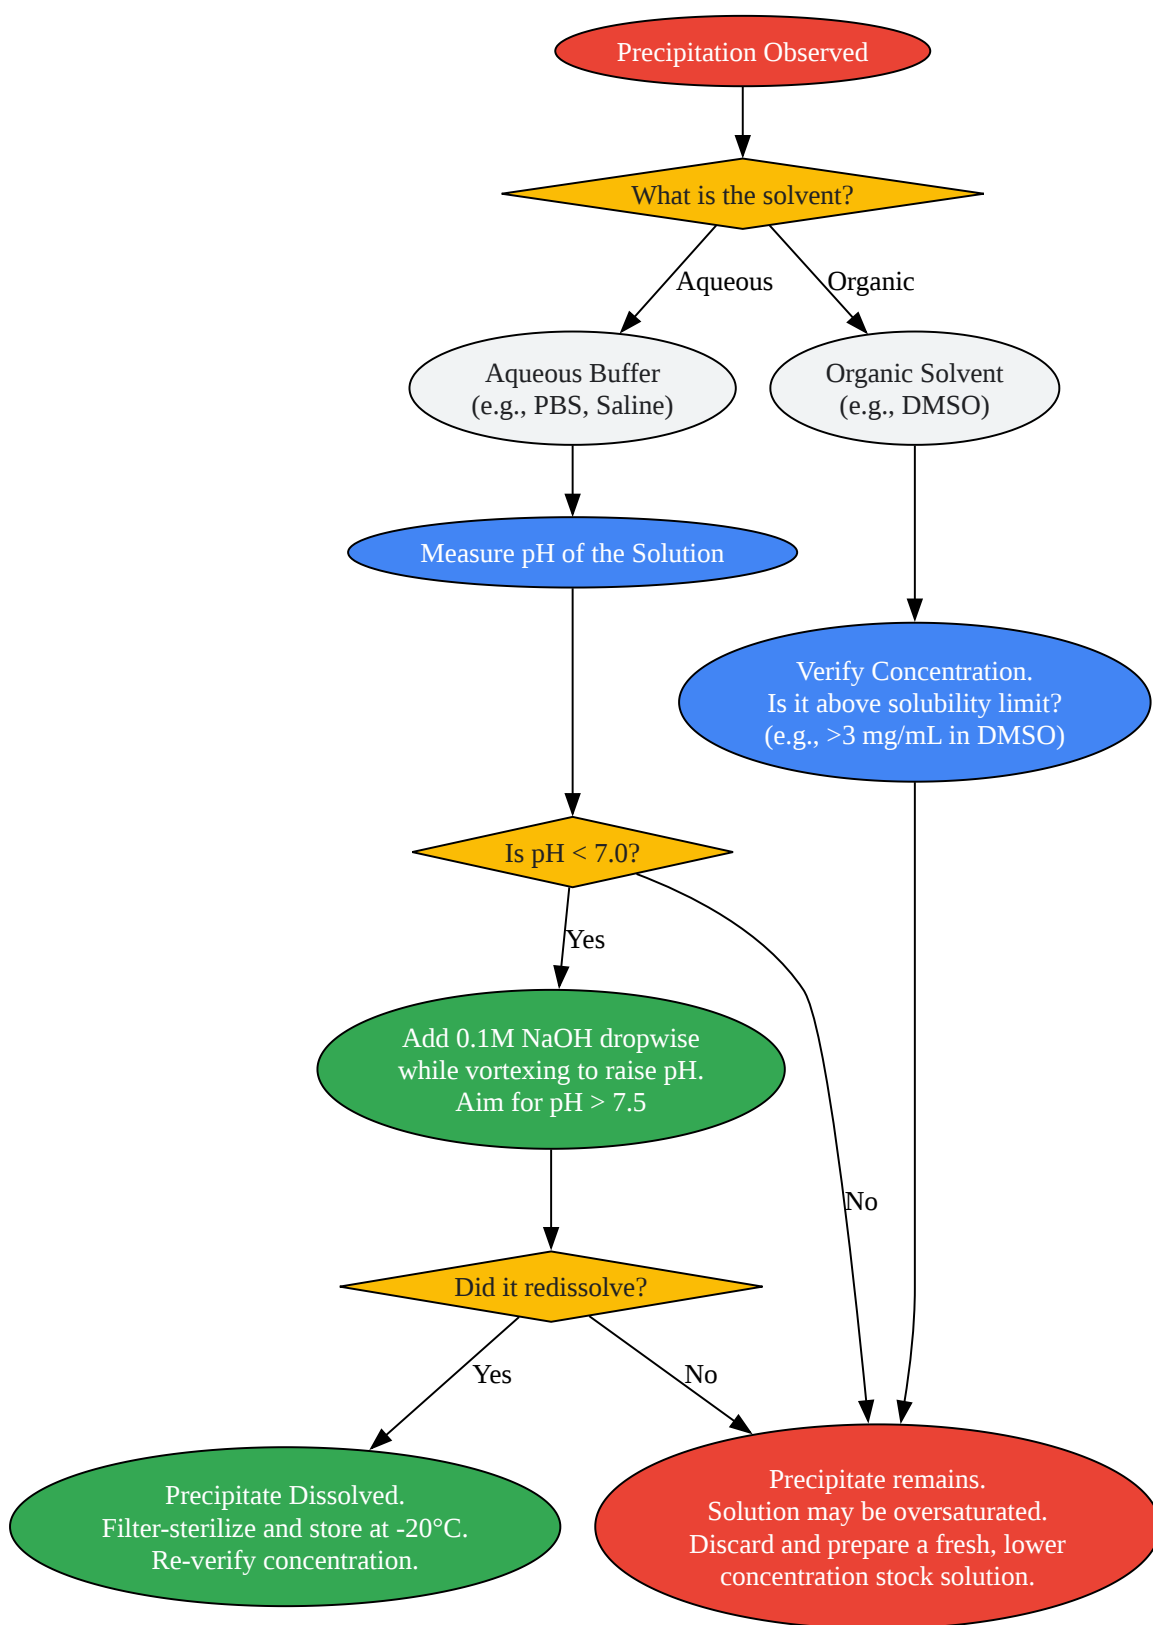 Precipitation Observed
What is the solvent?
Aqueous
Organic
Aqueous Buffer
(e.g., PBS, Saline)
Organic Solvent
(e.g., DMSO)
Measure pH of the Solution
Verify Concentration.
Is it above solubility limit?
(e.g., >3 mg/mL in DMSO)
Is pH < 7.0?
Yes
Add 0.1M NaOH dropwise
while vortexing to raise pH.
Aim for pH > 7.5
No
Did it redissolve?
Yes
No
Precipitate Dissolved.
Filter-sterilize and store at -20°C.
Re-verify concentration.
Precipitate remains.
Solution may be oversaturated.
Discard and prepare a fresh, lower
concentration stock solution.